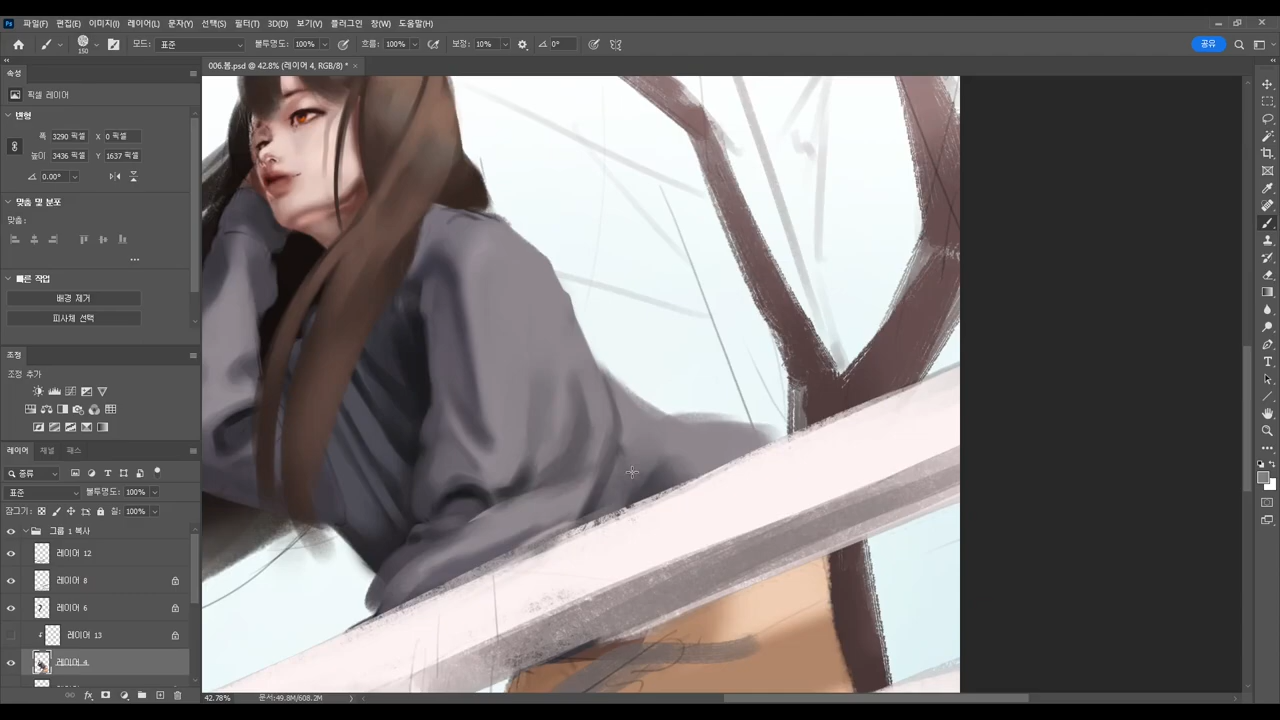 Ps 파일(F) 편집(E) 이미지(I) 레이어(L) 문자(Y) 선택(S) 필터(T) 3D(D) 보기(V) 플러그인 창(W) 도움말(H)
150 모드: 표준 불투명도: 100% 흐름: 100% 보정: 10% 0° 공유
006.봄.psd @ 42.8% (레이어 4, RGB/8) *
속성
픽셀 레이어
변형
폭 3290 픽셀 X 0 픽셀
높이 3436 픽셀 Y 1637 픽셀
0.00°
맞춤 및 분포
맞춤:
빠른 작업
배경 제거
피사체 선택
조정
조정 추가
레이어 채널 패스
종류
표준 불투명도: 100%
잠그기: 칠: 100%
그룹 1 복사
레이어 12
레이어 8
레이어 6
레이어 13
레이어 4
fx
42.78% 문서:49.8M/608.2M